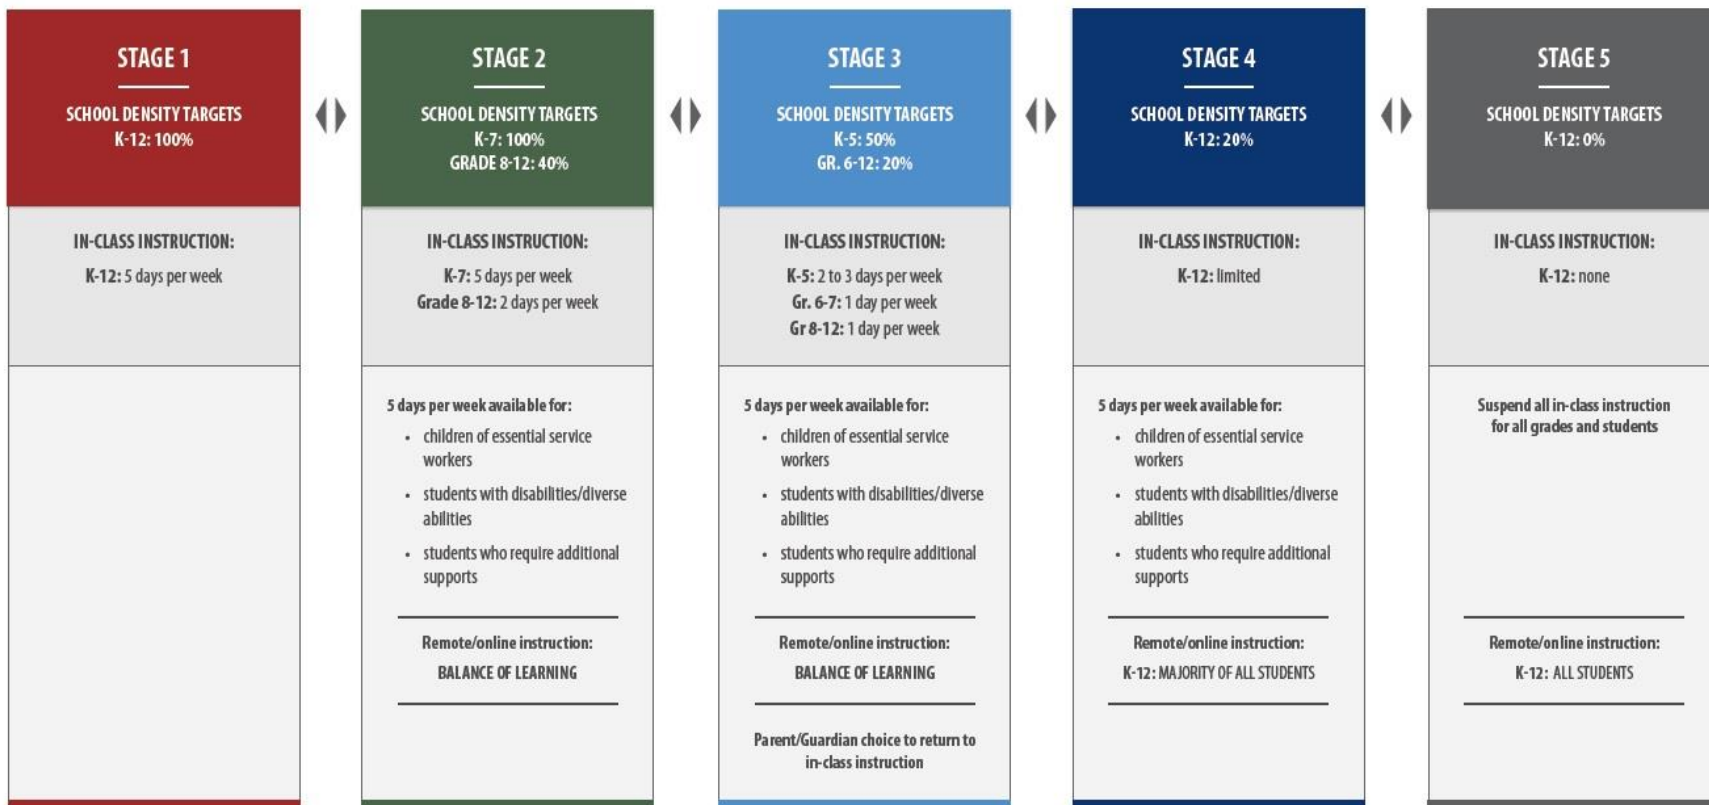 STAGE 1
SCHOOL DENSITY TARGETS
K-12: 100%
IN-CLASS INSTRUCTION:
K-12: 5 days per week
STAGE 2
SCHOOL DENSITY TARGETS
K-7: 100%
GRADE 8-12: 40%
IN-CLASS INSTRUCTION:
K-7: 5 days per week
Grade 8-12: 2 days per week
5 days per week available for:
• children of essential service
workers
• students with disabilities/diverse
abilities
• students who require additional
supports
Remote/online instruction:
BALANCE OF LEARNING
STAGE 3
SCHOOL DENSITY TARGETS
K-5: 50%
GR. 6-12: 20%
IN-CLASS INSTRUCTION:
K-5: 2 to 3 days per week
Gr. 6-7: 1 day per week
Gr 8-12: 1 day per week
5 days per week available for:
• children of essential service
workers
• students with disabilities/diverse
abilities
• students who require additional
supports
Remote/online instruction:
BALANCE OF LEARNING
Parent/Guardian choice to return to
in-class instruction
STAGE 4
SCHOOL DENSITY TARGETS
K-12: 20%
IN-CLASS INSTRUCTION:
K-12: limited
5 days per week available for:
• children of essential service
workers
• students with disabilities/diverse
abilities
• students who require additional
supports
Remote/online instruction:
K-12: MAJORITY OF ALL STUDENTS
STAGE 5
SCHOOL DENSITY TARGETS
K-12: 0%
IN-CLASS INSTRUCTION:
K-12: none
Suspend all in-class instruction
for all grades and students
Remote/online instruction:
K-12: ALL STUDENTS